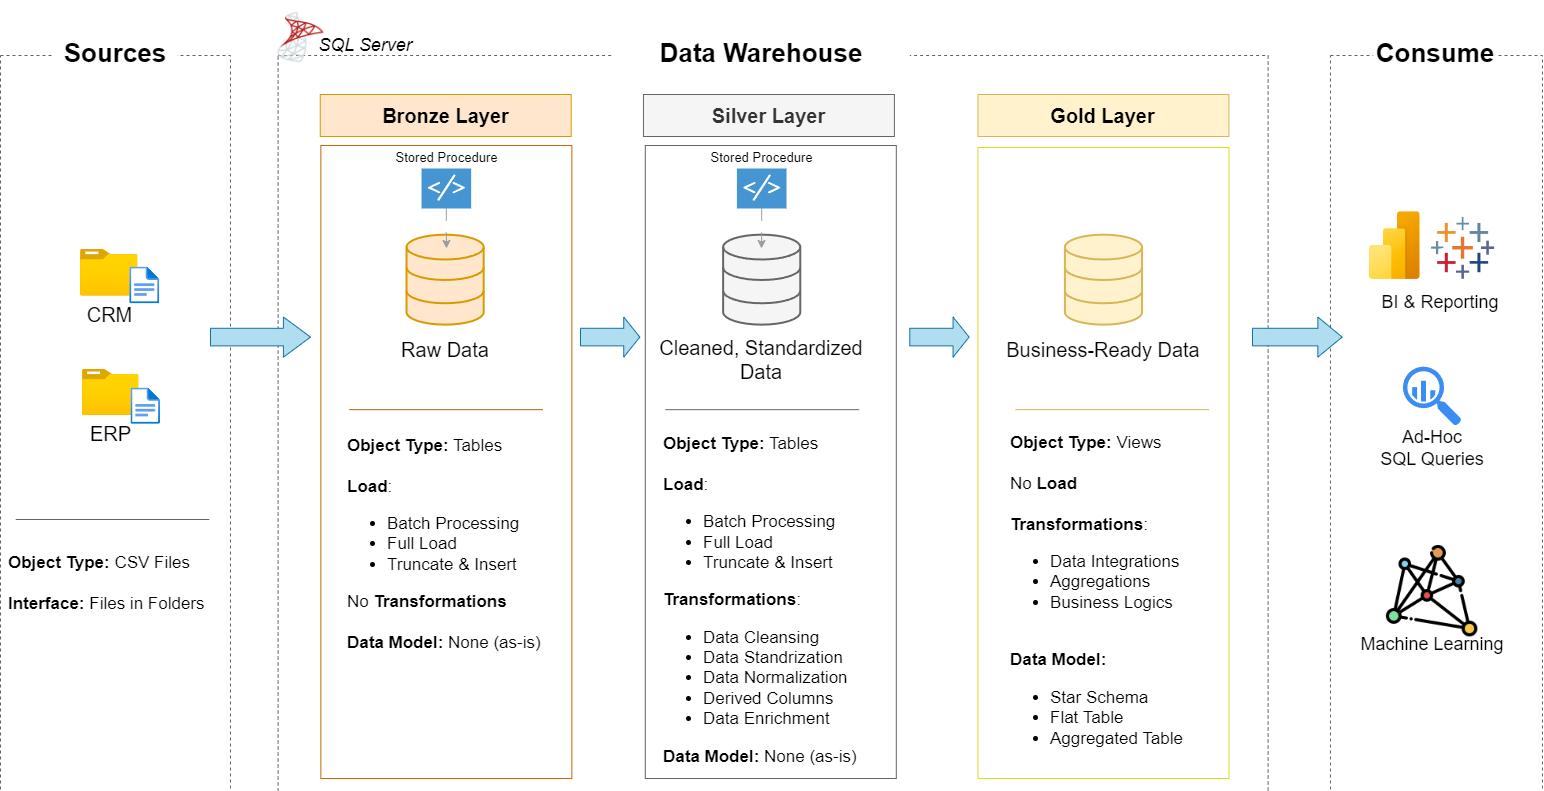 Sources
CRM
ERP
Object Type: CSV Files
Interface: Files in Folders
SQL Server
Data Warehouse
Bronze Layer
Stored Procedure
</>
Raw Data
Object Type: Tables
Load:
• Batch Processing
• Full Load
• Truncate & Insert
No Transformations
Data Model: None (as-is)
Silver Layer
Stored Procedure
</>
Cleaned, Standardized
Data
Object Type: Tables
Load:
• Batch Processing
• Full Load
• Truncate & Insert
Transformations:
• Data Cleansing
• Data Standrization
• Data Normalization
• Derived Columns
• Data Enrichment
Data Model: None (as-is)
Gold Layer
Business-Ready Data
Object Type: Views
No Load
Transformations:
• Data Integrations
• Aggregations
• Business Logics
Data Model:
• Star Schema
• Flat Table
• Aggregated Table
Consume
BI & Reporting
Ad-Hoc
SQL Queries
Machine Learning